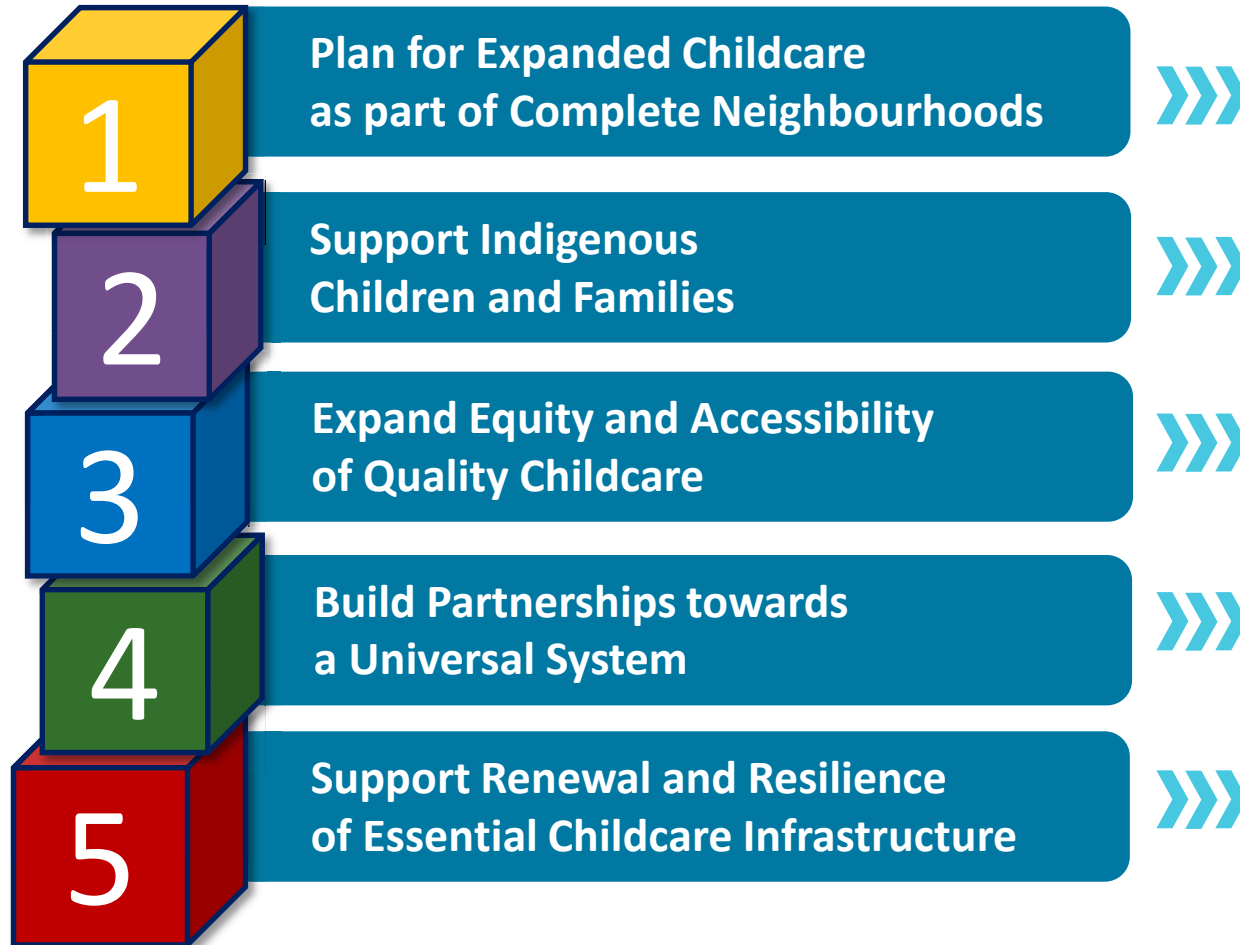 1
Plan for Expanded Childcare
as part of Complete Neighbourhoods
2
Support Indigenous
Children and Families
3
Expand Equity and Accessibility
of Quality Childcare
4
Build Partnerships towards
a Universal System
5
Support Renewal and Resilience
of Essential Childcare Infrastructure